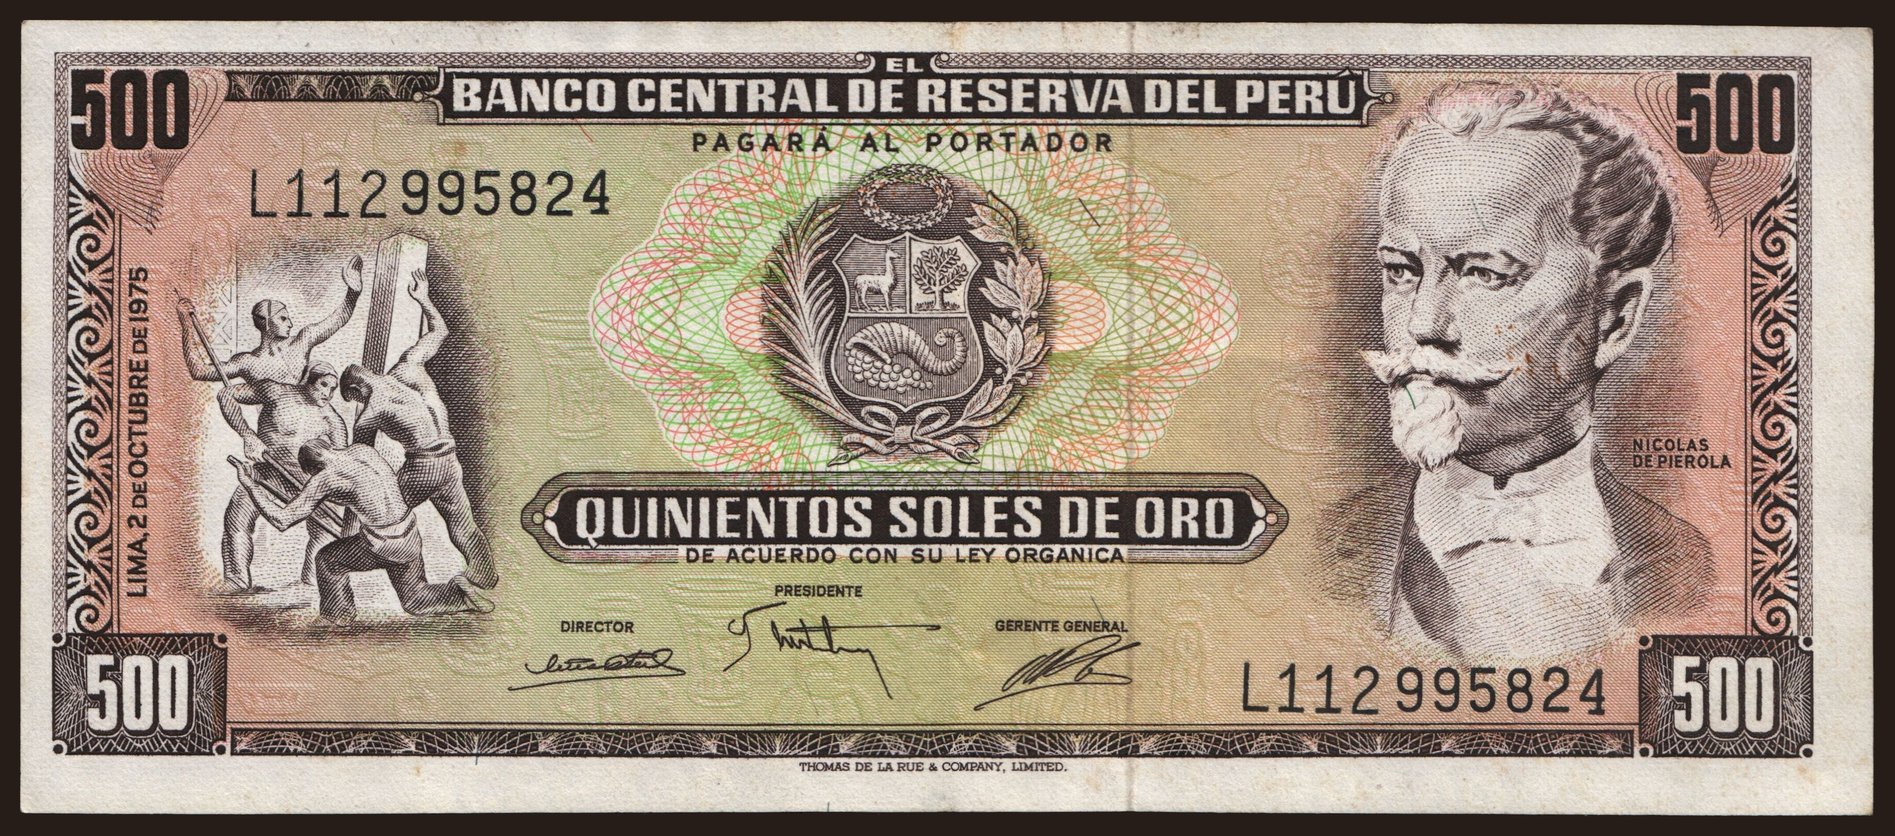 EL
500 BANCO CENTRAL DE RESERVA DEL PERÚ 500
PAGARÁ AL PORTADOR
L112995824
LIMA, 2 DE OCTUBRE DE 1975
NICOLAS
DE PIEROLA
QUINIENTOS SOLES DE ORO
DE ACUERDO CON SU LEY ORGANICA
PRESIDENTE
DIRECTOR
GERENTE GENERAL
L112995824
500 500
THOMAS DE LA RUE & COMPANY, LIMITED.